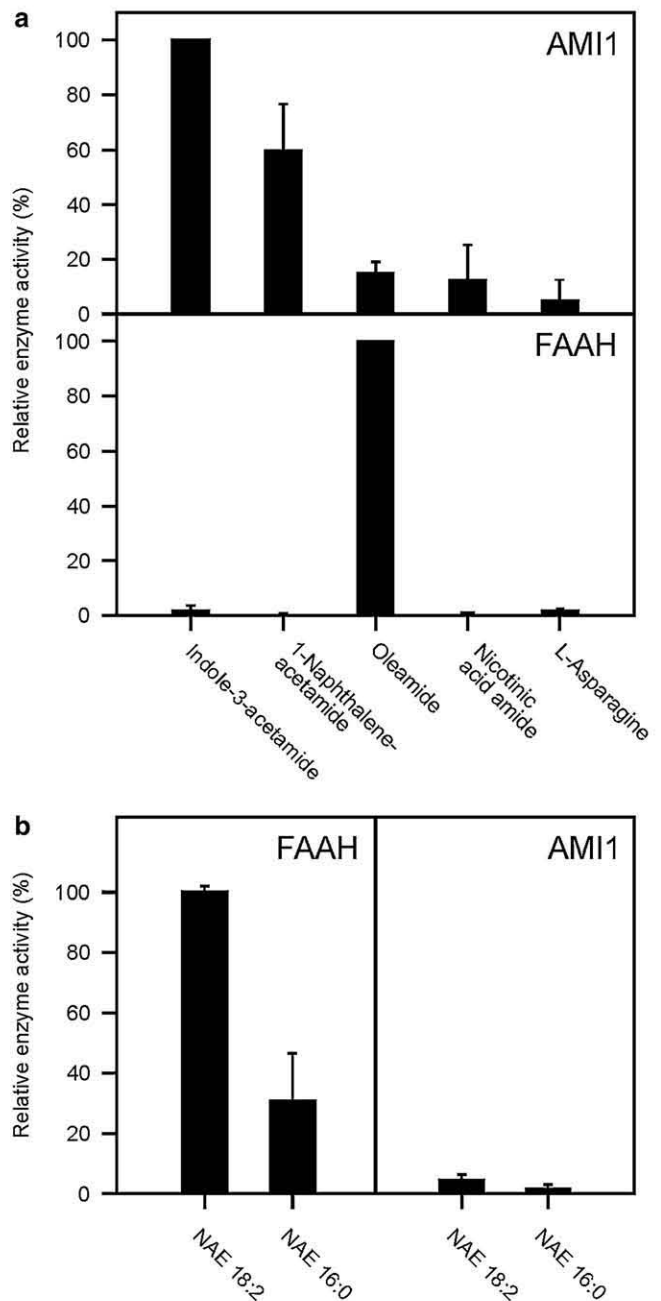 a
AMI1
100
80
60
40
20
0
FAAH
100
80
60
40
20
0
Relative enzyme activity (%)
Indole-3-acetamide
1-Naphthalene-
acetamide
Oleamide
Nicotinic
acid amide
L-Asparagine
b
FAAH
AMI1
100
80
60
40
20
0
Relative enzyme activity (%)
NAE 18:2
NAE 16:0
NAE 18:2
NAE 16:0